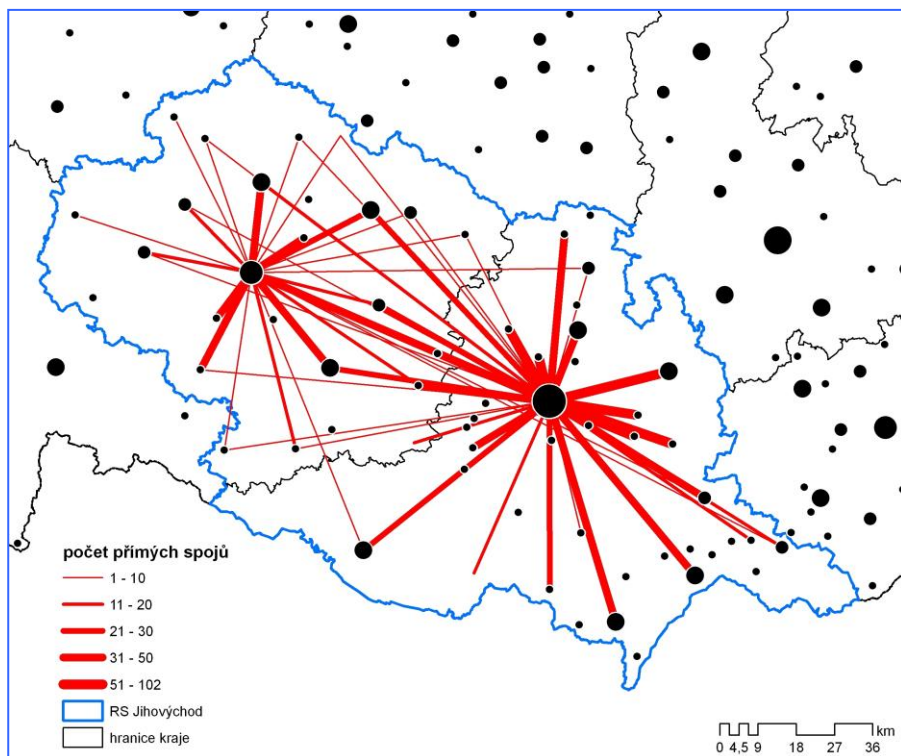 počet přímých spojů
1 - 10
11 - 20
21 - 30
31 - 50
51 - 102
RS Jihovýchod
hranice kraje
km
0 4,5 9 18 27 36